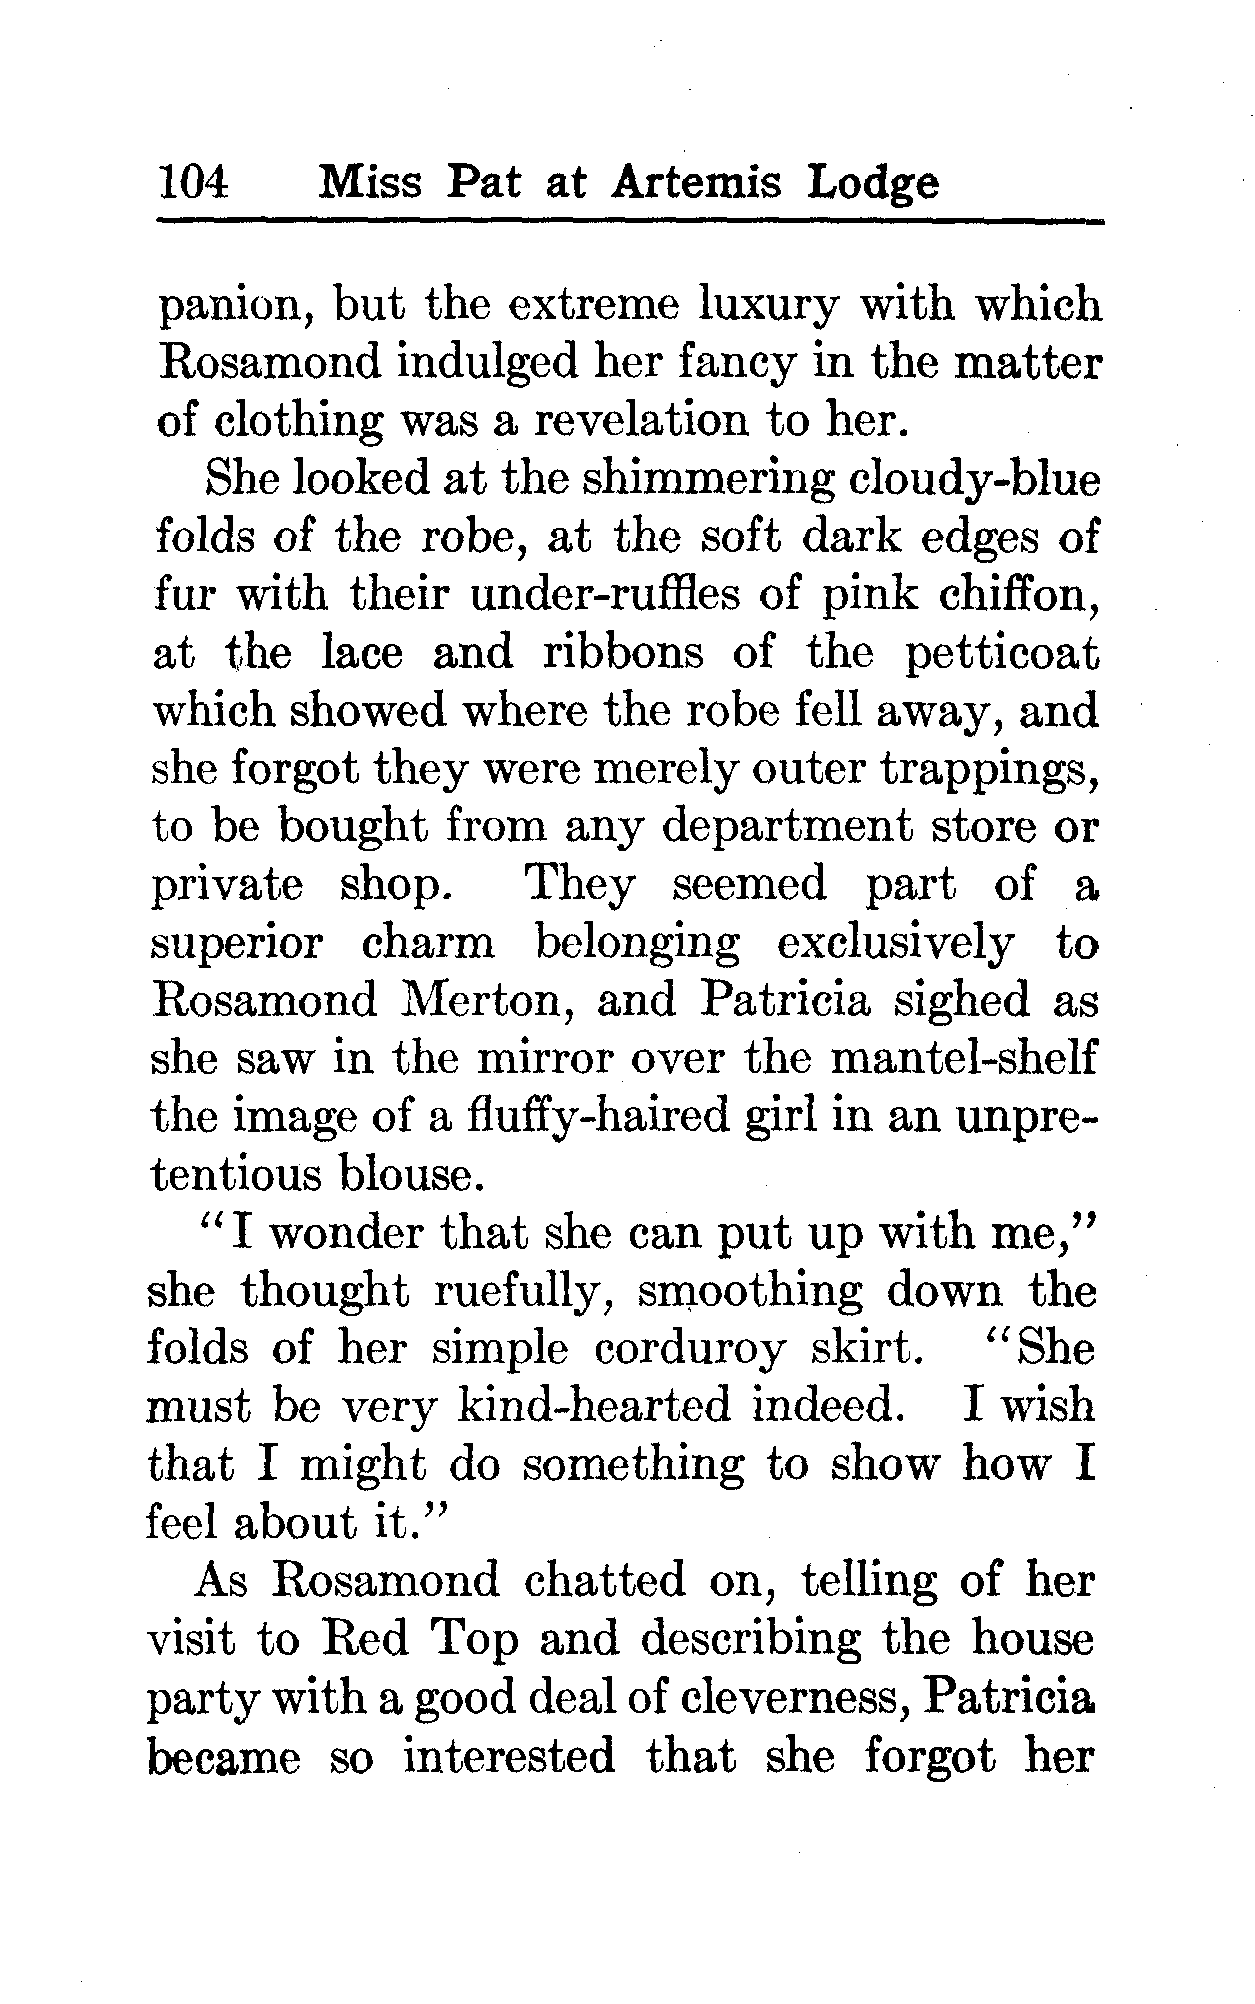 104 Miss Pat at Artemis Lodge
panion, but the extreme luxury with which
Rosamond indulged her fancy in the matter
of clothing was a revelation to her.
She looked at the shimmering cloudy-blue
folds of the robe, at the soft dark edges of
fur with their under-ruffles of pink chiffon,
at the lace and ribbons of the petticoat
which showed where the robe fell away, and
she forgot they were merely outer trappings,
to be bought from any department store or
private shop. They seemed part of a
superior charm belonging exclusively to
Rosamond Merton, and Patricia sighed as
she saw in the mirror over the mantel-shelf
the image of a fluffy-haired girl in an unpre-
tentious blouse.
"I wonder that she can put up with me,"
she thought ruefully, smoothing down the
folds of her simple corduroy skirt. "She
must be very kind-hearted indeed. I wish
that I might do something to show how I
feel about it."
As Rosamond chatted on, telling of her
visit to Red Top and describing the house
party with a good deal of cleverness, Patricia
became so interested that she forgot her